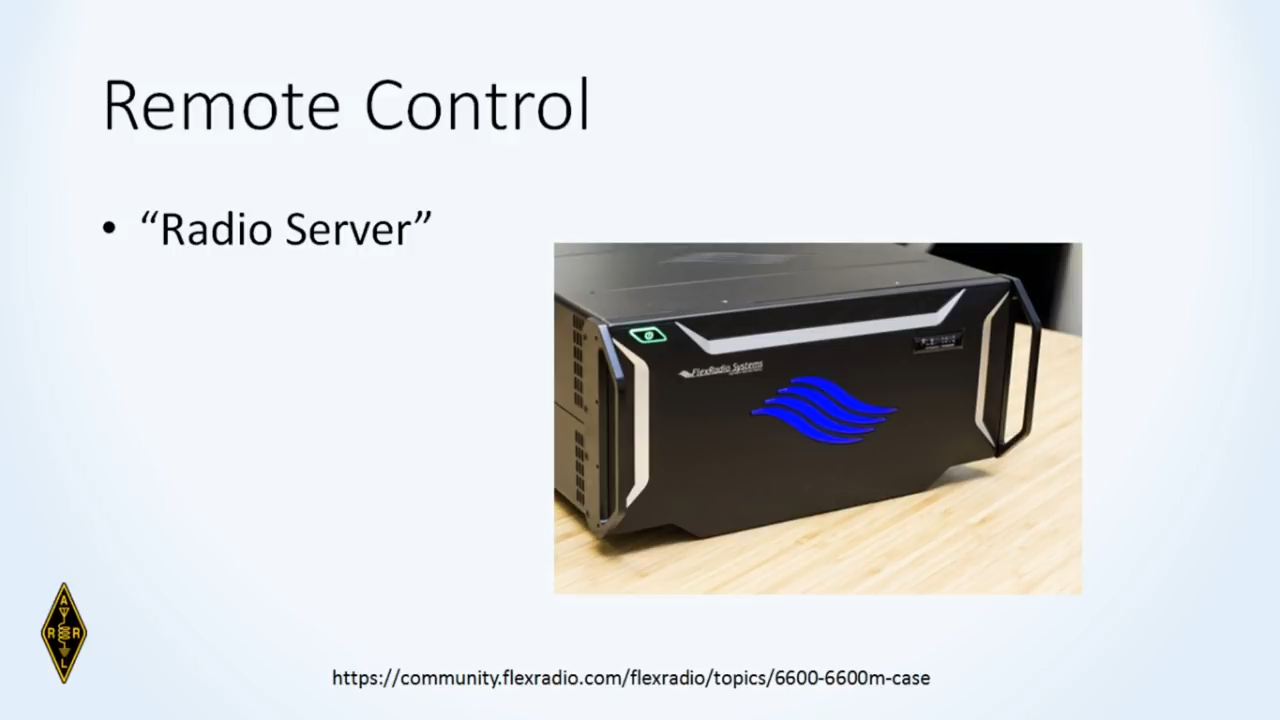 Remote Control
• “Radio Server”
FlexRadio Systems
A
R R
L
https://community.flexradio.com/flexradio/topics/6600-6600m-case